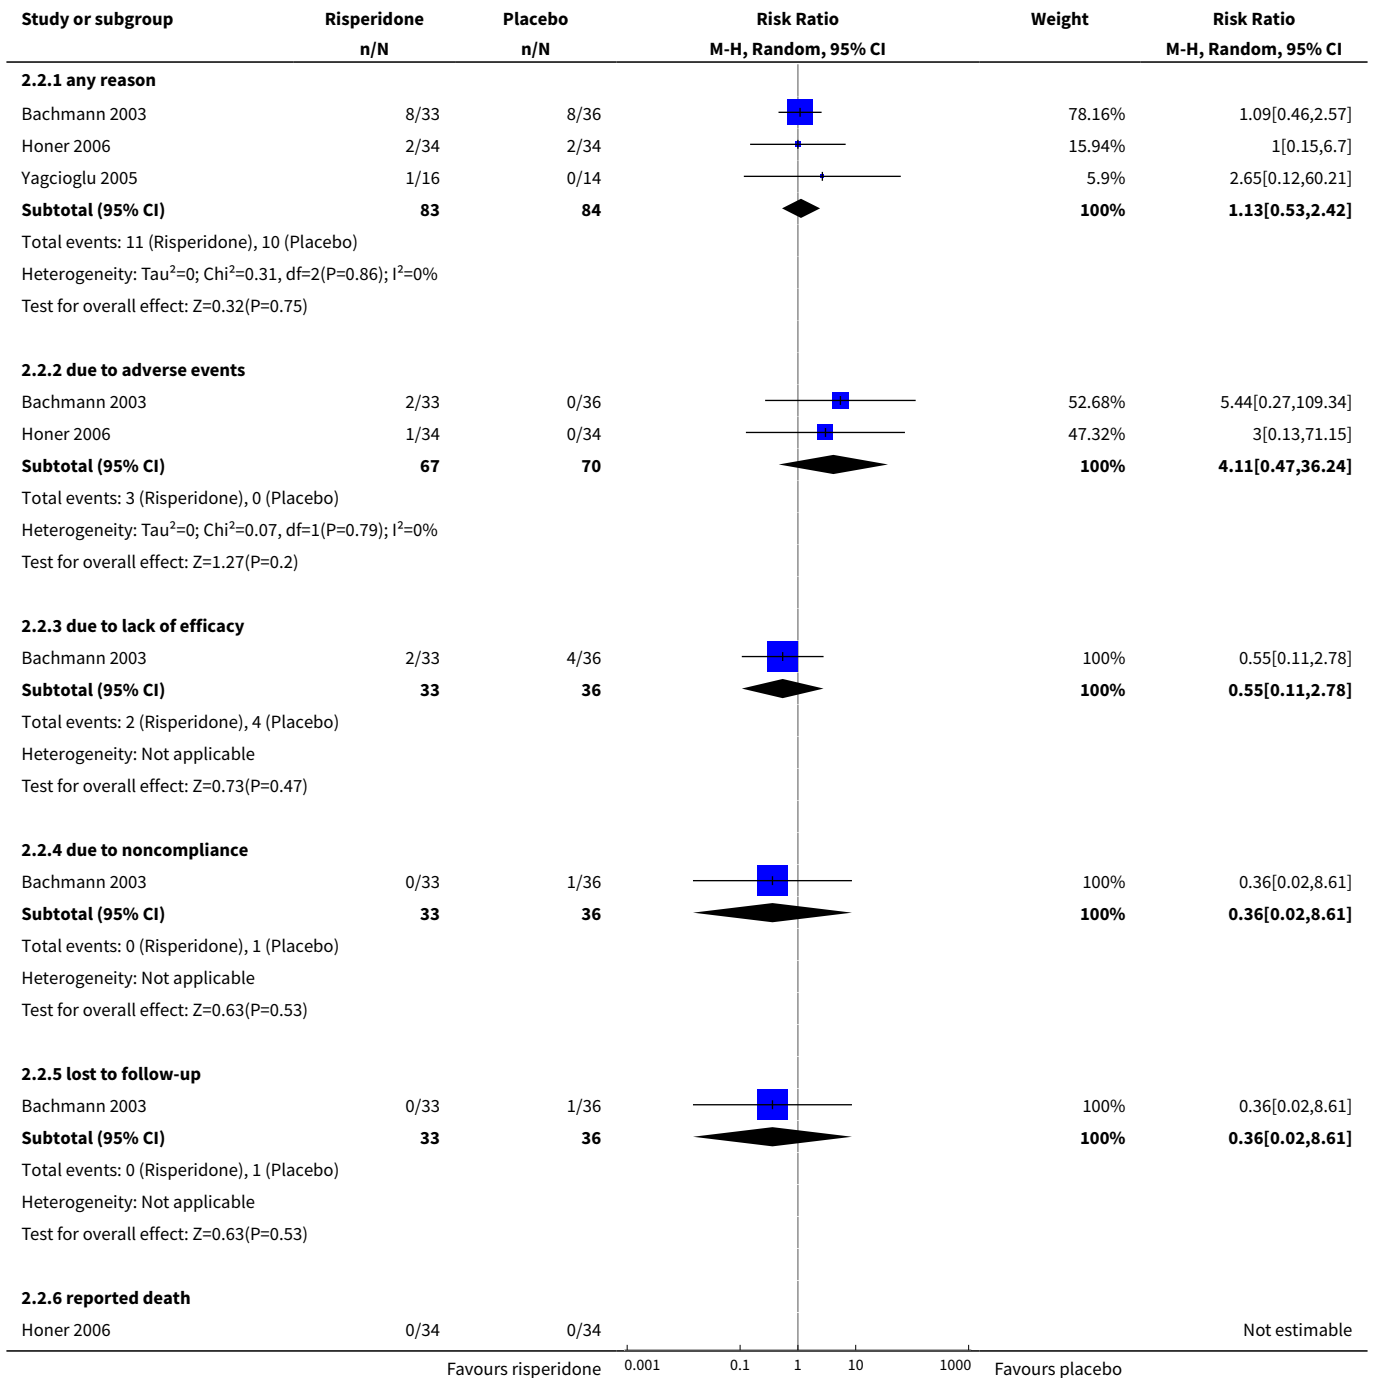 Study or subgroup Risperidone Placebo Risk Ratio Weight Risk Ratio
n/N n/N M-H, Random, 95% CI M-H, Random, 95% CI
2.2.1 any reason
Bachmann 2003 8/33 8/36 78.16% 1.09[0.46,2.57]
Honer 2006 2/34 2/34 15.94% 1[0.15,6.7]
Yagcioglu 2005 1/16 0/14 5.9% 2.65[0.12,60.21]
Subtotal (95% CI) 83 84 100% 1.13[0.53,2.42]
Total events: 11 (Risperidone), 10 (Placebo)
Heterogeneity: Tau²=0; Chi²=0.31, df=2(P=0.86); I²=0%
Test for overall effect: Z=0.32(P=0.75)
2.2.2 due to adverse events
Bachmann 2003 2/33 0/36 52.68% 5.44[0.27,109.34]
Honer 2006 1/34 0/34 47.32% 3[0.13,71.15]
Subtotal (95% CI) 67 70 100% 4.11[0.47,36.24]
Total events: 3 (Risperidone), 0 (Placebo)
Heterogeneity: Tau²=0; Chi²=0.07, df=1(P=0.79); I²=0%
Test for overall effect: Z=1.27(P=0.2)
2.2.3 due to lack of efficacy
Bachmann 2003 2/33 4/36 100% 0.55[0.11,2.78]
Subtotal (95% CI) 33 36 100% 0.55[0.11,2.78]
Total events: 2 (Risperidone), 4 (Placebo)
Heterogeneity: Not applicable
Test for overall effect: Z=0.73(P=0.47)
2.2.4 due to noncompliance
Bachmann 2003 0/33 1/36 100% 0.36[0.02,8.61]
Subtotal (95% CI) 33 36 100% 0.36[0.02,8.61]
Total events: 0 (Risperidone), 1 (Placebo)
Heterogeneity: Not applicable
Test for overall effect: Z=0.63(P=0.53)
2.2.5 lost to follow-up
Bachmann 2003 0/33 1/36 100% 0.36[0.02,8.61]
Subtotal (95% CI) 33 36 100% 0.36[0.02,8.61]
Total events: 0 (Risperidone), 1 (Placebo)
Heterogeneity: Not applicable
Test for overall effect: Z=0.63(P=0.53)
2.2.6 reported death
Honer 2006 0/34 0/34 Not estimable
Favours risperidone 0.001 0.1 1 10 1000 Favours placebo